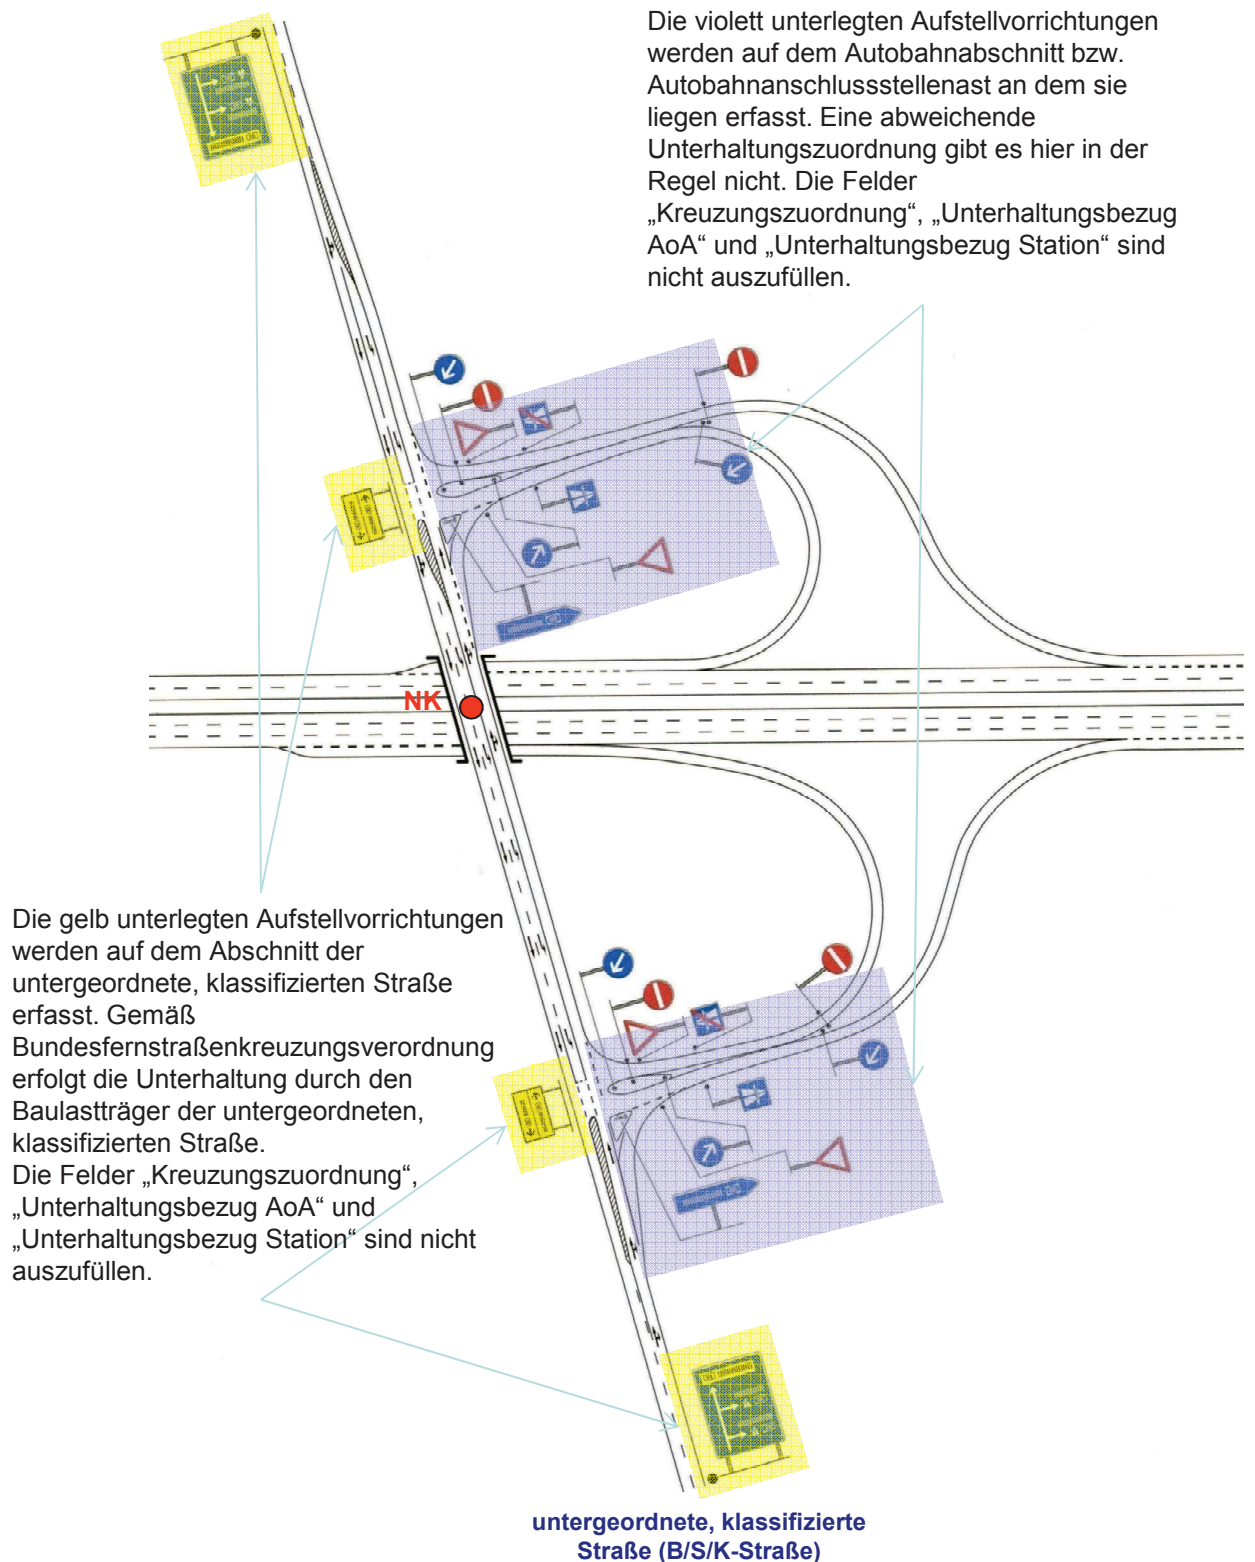 Die violett unterlegten Aufstellvorrichtungen
werden auf dem Autobahnabschnitt bzw.
Autobahnanschlussstellenast an dem sie
liegen erfasst. Eine abweichende
Unterhaltungszuordnung gibt es hier in der
Regel nicht. Die Felder
„Kreuzungszuordnung“, „Unterhaltungsbezug
AoA“ und „Unterhaltungsbezug Station“ sind
nicht auszufüllen.
NK
Die gelb unterlegten Aufstellvorrichtungen
werden auf dem Abschnitt der
untergeordnete, klassifizierten Straße
erfasst. Gemäß
Bundesfernstraßenkreuzungsverordnung
erfolgt die Unterhaltung durch den
Baulastträger der untergeordneten,
klassifizierten Straße.
Die Felder „Kreuzungszuordnung“,
„Unterhaltungsbezug AoA“ und
„Unterhaltungsbezug Station“ sind nicht
auszufüllen.
untergeordnete, klassifizierte
Straße (B/S/K-Straße)